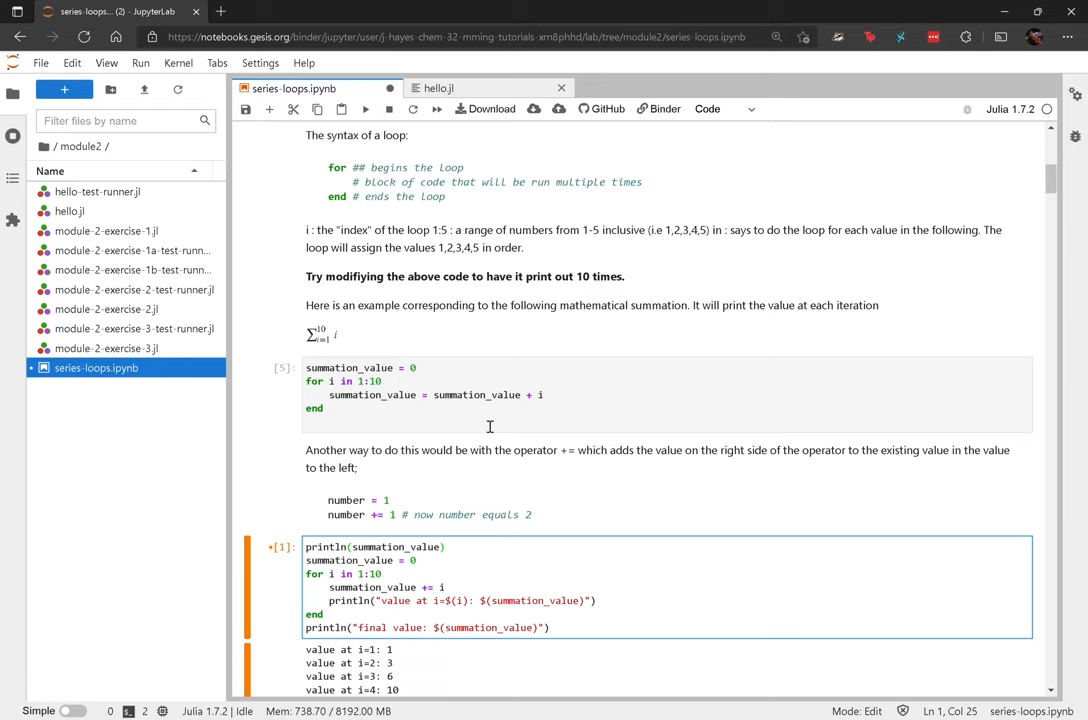 series-loops... (2) - JupyterLab
https://notebooks.gesis.org/binder/jupyter/user/j-hayes-chem-32-mming-tutorials-xrn8phhd/lab/tree/module2/series-loops.ipynb
File Edit View Run Kernel Tabs Settings Help
series-loops.ipynb
hello.jl
Download GitHub Binder Code Julia 1.7.2
Filter files by name
/ module2 /
Name
hello-test-runner.jl
hello.jl
module-2-exercise-1.jl
module-2-exercise-1a-test-runn...
module-2-exercise-1b-test-runn...
module-2-exercise-2-test-runner.jl
module-2-exercise-2.jl
module-2-exercise-3-test-runner.jl
module-2-exercise-3.jl
series-loops.ipynb
The syntax of a loop:
for ## begins the loop
# block of code that will be run multiple times
end # ends the loop
i : the "index" of the loop 1:5 : a range of numbers from 1-5 inclusive (i.e 1,2,3,4,5) in : says to do the loop for each value in the following. The
loop will assign the values 1,2,3,4,5 in order.
Try modifiying the above code to have it print out 10 times.
Here is an example corresponding to the following mathematical summation. It will print the value at each iteration
∑_{i=1}^{10} i
[5]: summation_value = 0
for i in 1:10
summation_value = summation_value + i
end
Another way to do this would be with the operator += which adds the value on the right side of the operator to the existing value in the value
to the left;
number = 1
number += 1 # now number equals 2
•[1]: println(summation_value)
summation_value = 0
for i in 1:10
summation_value += i
println("value at i=$(i): $(summation_value)")
end
println("final value: $(summation_value)")
value at i=1: 1
value at i=2: 3
value at i=3: 6
value at i=4: 10
Simple 0 2 Julia 1.7.2 | Idle Mem: 738.70 / 8192.00 MB Mode: Edit Ln 1, Col 25 series-loops.ipynb